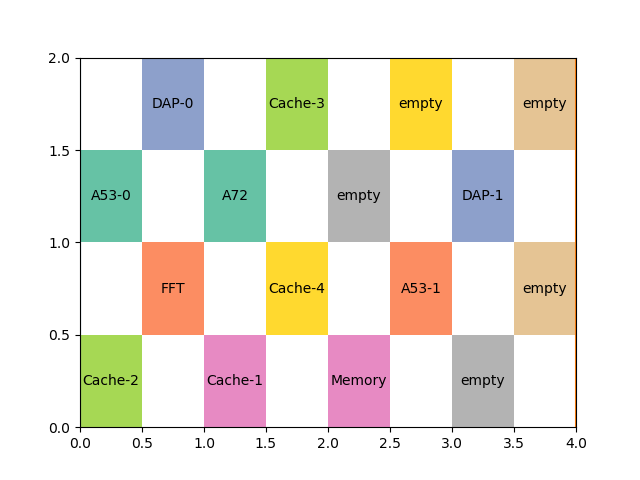 2.0
DAP-0 Cache-3 empty empty
1.5
A53-0 A72 empty DAP-1
1.0
FFT Cache-4 A53-1 empty
0.5
Cache-2 Cache-1 Memory empty
0.0
0.0 0.5 1.0 1.5 2.0 2.5 3.0 3.5 4.0